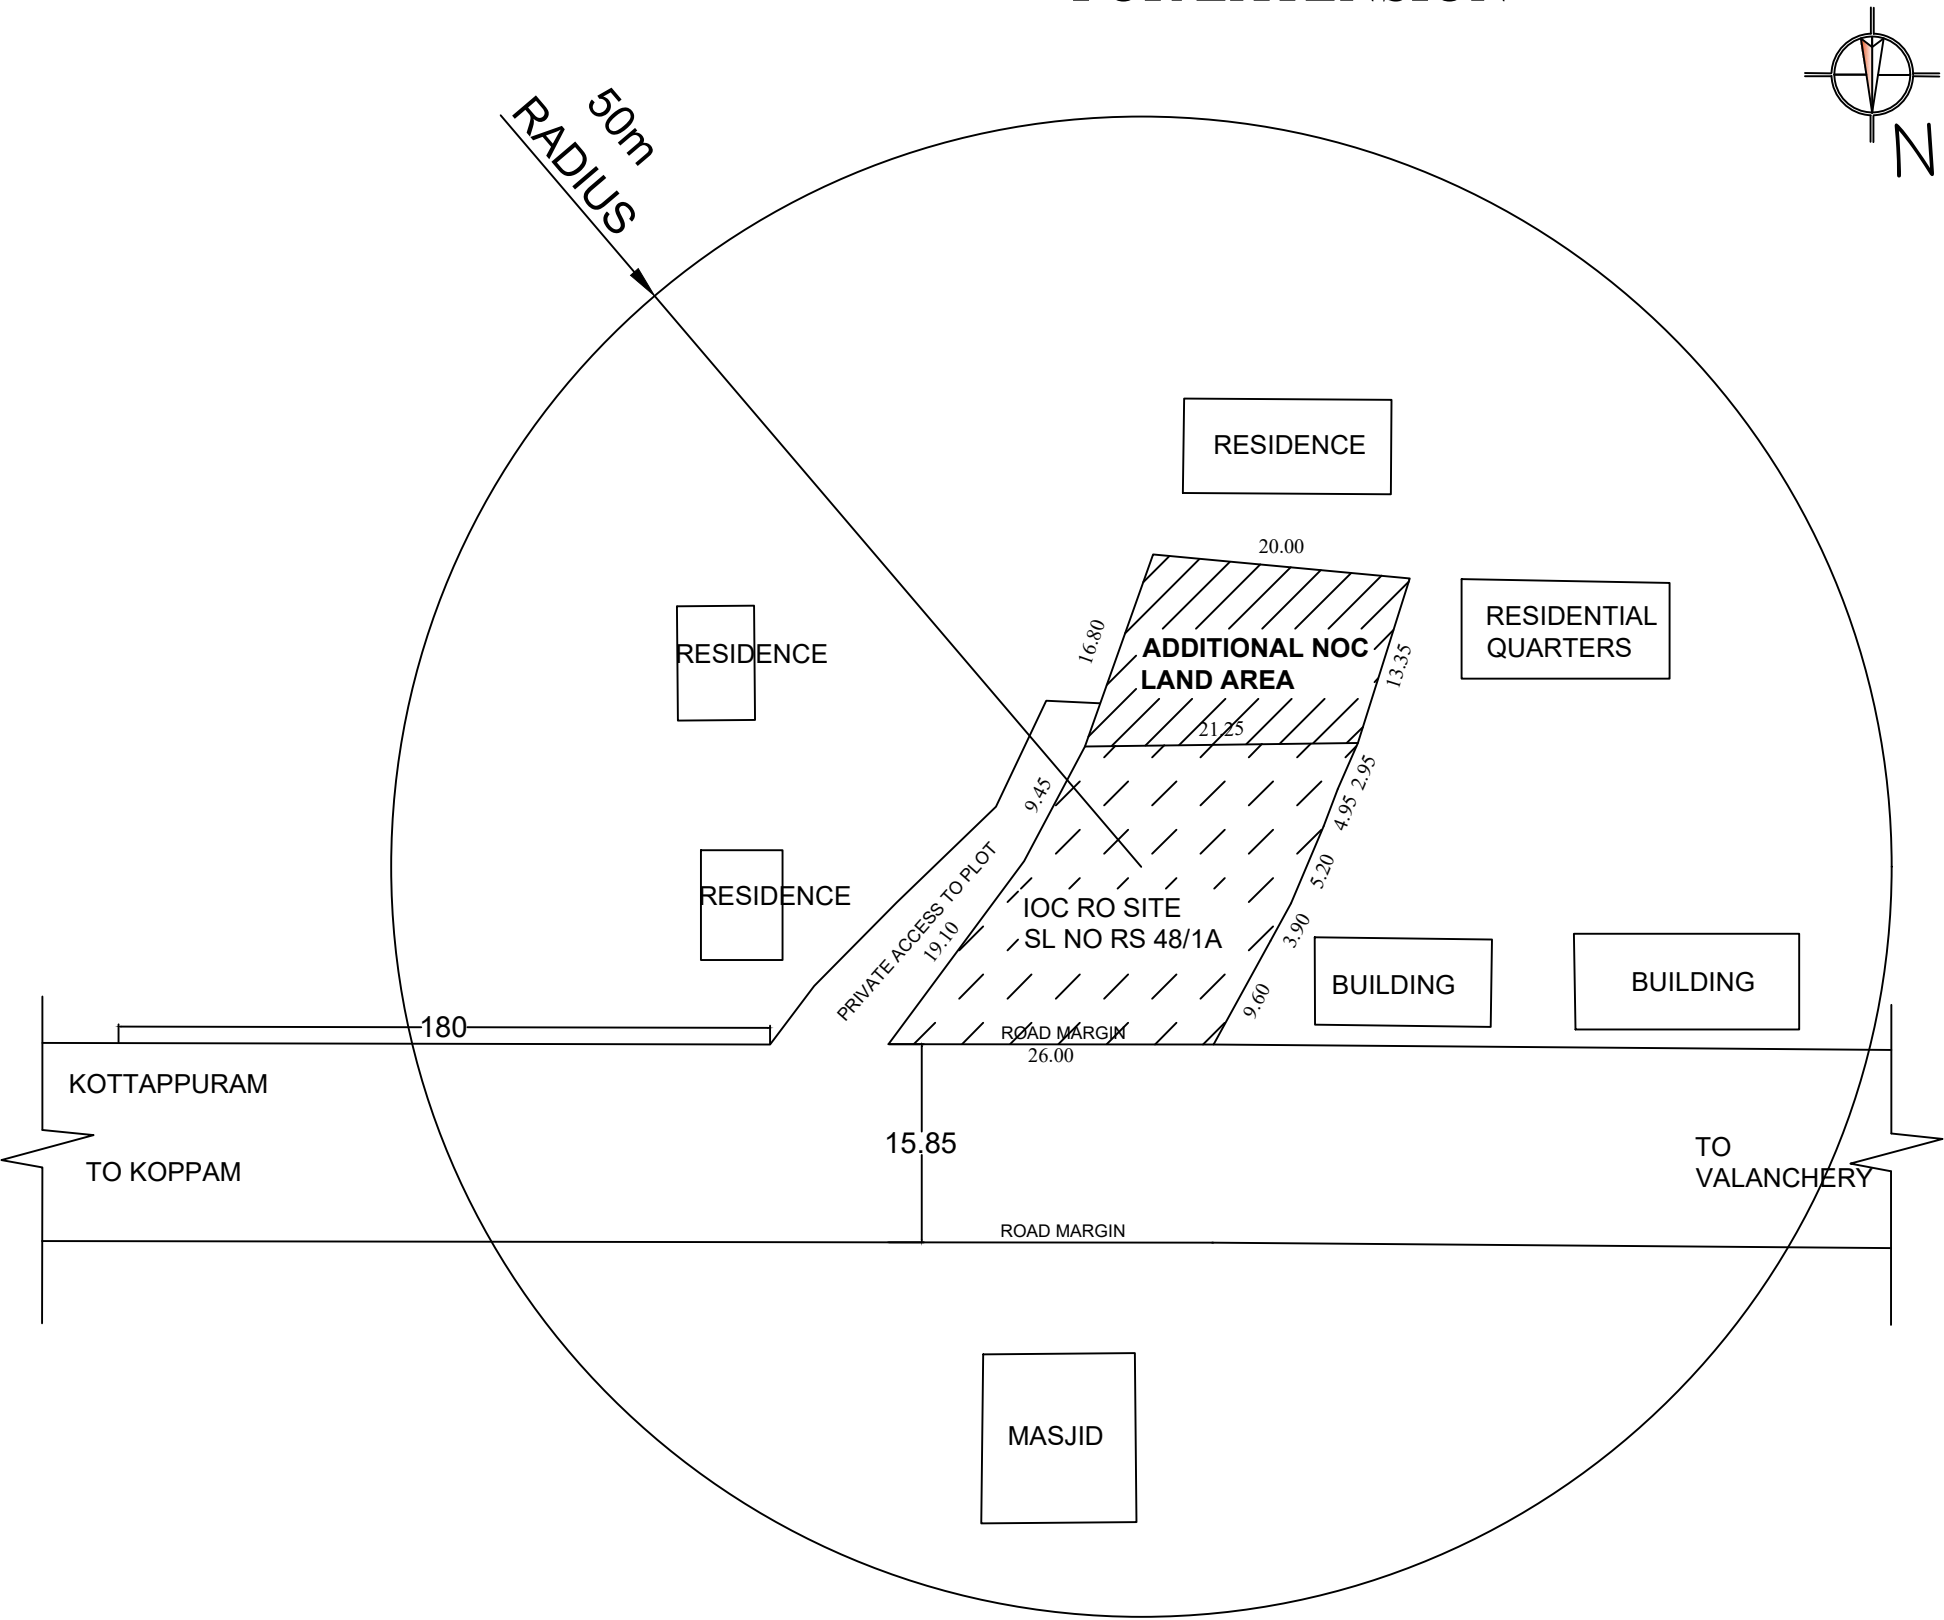 N
50m
RADIUS
RESIDENCE
20.00
RESIDENTIAL
QUARTERS
16.80
ADDITIONAL NOC
LAND AREA
13.35
RESIDENCE
21.25
2.95
9.45
4.95
5.20
PRIVATE ACCESS TO PLOT
19.10
RESIDENCE
IOC RO SITE
SL NO RS 48/1A
3.90
9.60
BUILDING
BUILDING
180
ROAD MARGIN
26.00
KOTTAPPURAM
TO KOPPAM
15.85
TO
VALANCHERY
ROAD MARGIN
MASJID